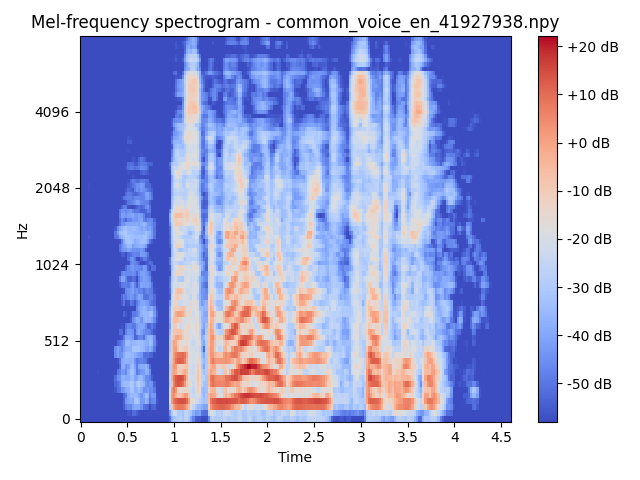 Mel-frequency spectrogram - common_voice_en_41927938.npy
+20 dB
+10 dB
+0 dB
-10 dB
-20 dB
-30 dB
-40 dB
-50 dB
4096
2048
1024
512
0
Hz
0 0.5 1 1.5 2 2.5 3 3.5 4 4.5
Time